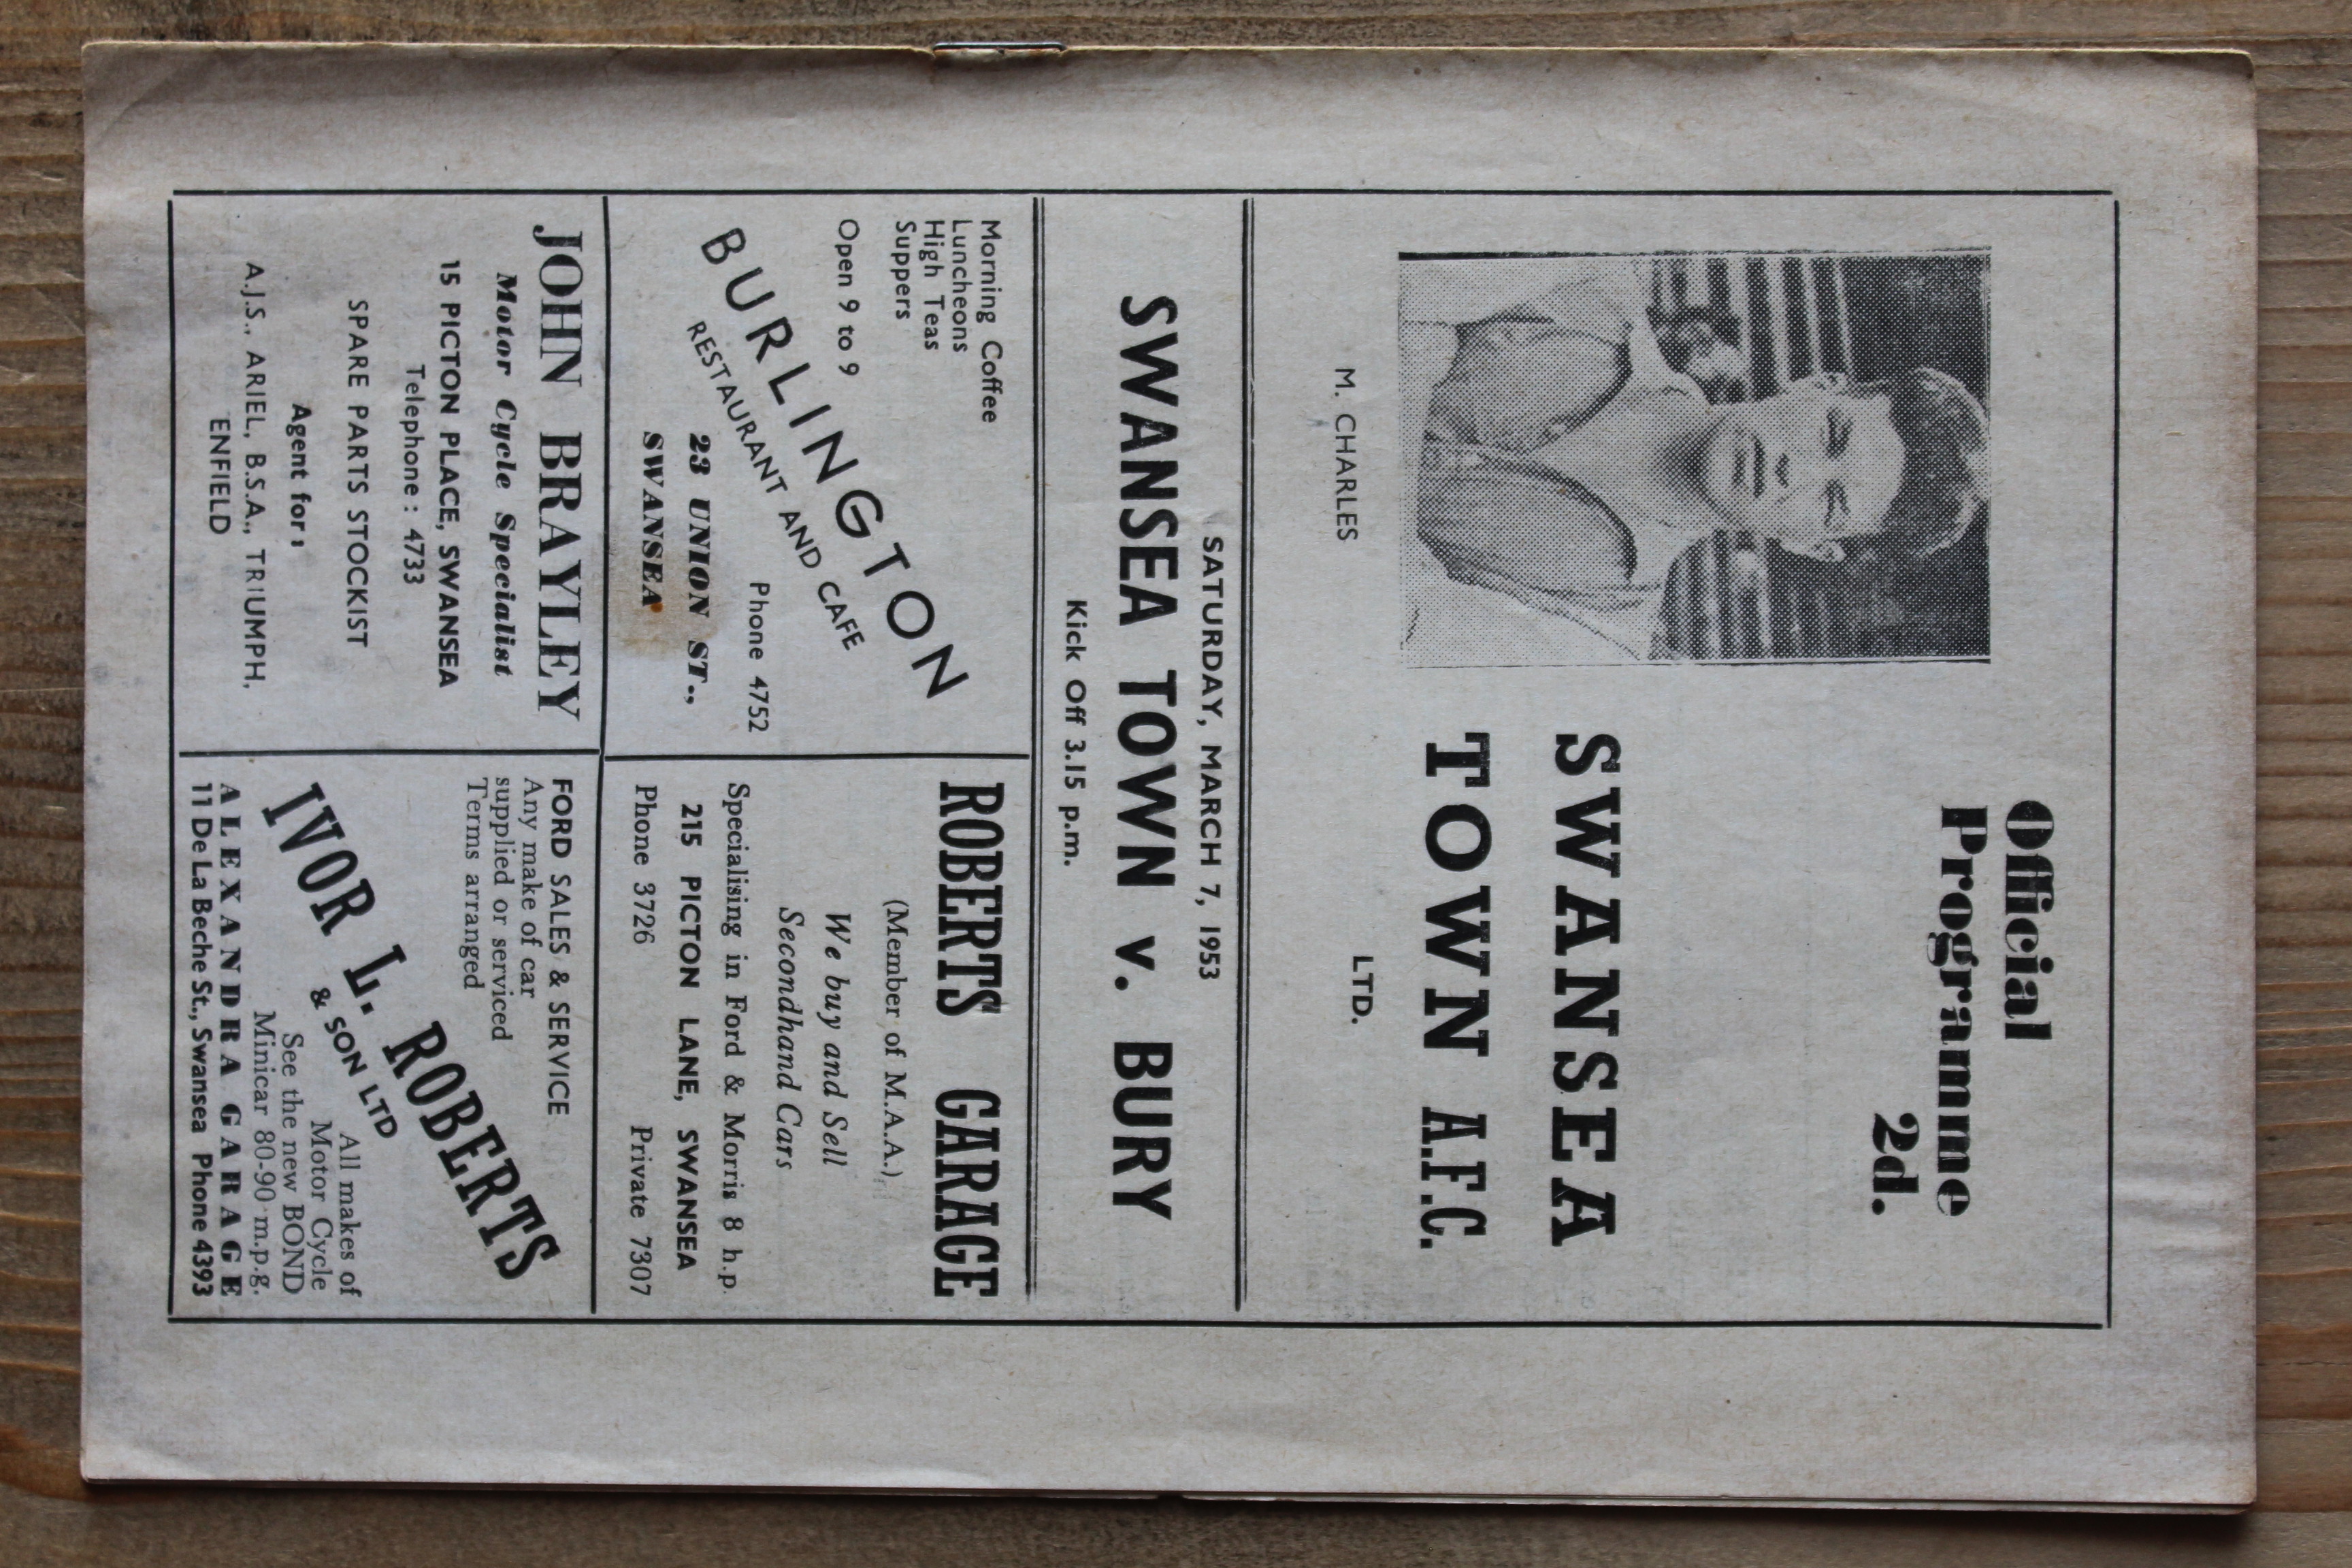 Official
Programme
2d.
SWANSEA
TOWN A.F.C.
LTD.
M. CHARLES
SATURDAY, MARCH 7, 1953
SWANSEA TOWN v. BURY
Kick Off 3.15 p.m.
Morning Coffee
Luncheons
High Teas
Suppers
Open 9 to 9
BURLINGTON
RESTAURANT AND CAFE
Phone 4752
23 UNION ST.,
SWANSEA
ROBERTS GARAGE
(Member of M.A.A.)
We buy and Sell
Secondhand Cars
Specialising in Ford & Morris 8 h.p.
215 PICTON LANE, SWANSEA
Phone 3726 Private 7307
JOHN BRAYLEY
Motor Cycle Specialist
15 PICTON PLACE, SWANSEA
Telephone : 4733
SPARE PARTS STOCKIST
Agent for :
A.J.S., ARIEL, B.S.A., TRIUMPH,
ENFIELD
FORD SALES & SERVICE
Any make of car
supplied or serviced
Terms arranged
IVOR L. ROBERTS
& SON LTD
All makes of
Motor Cycle
See the new BOND
Minicar 80-90 m.p.g.
ALEXANDRA GARAGE
11 De La Beche St., Swansea Phone 4393